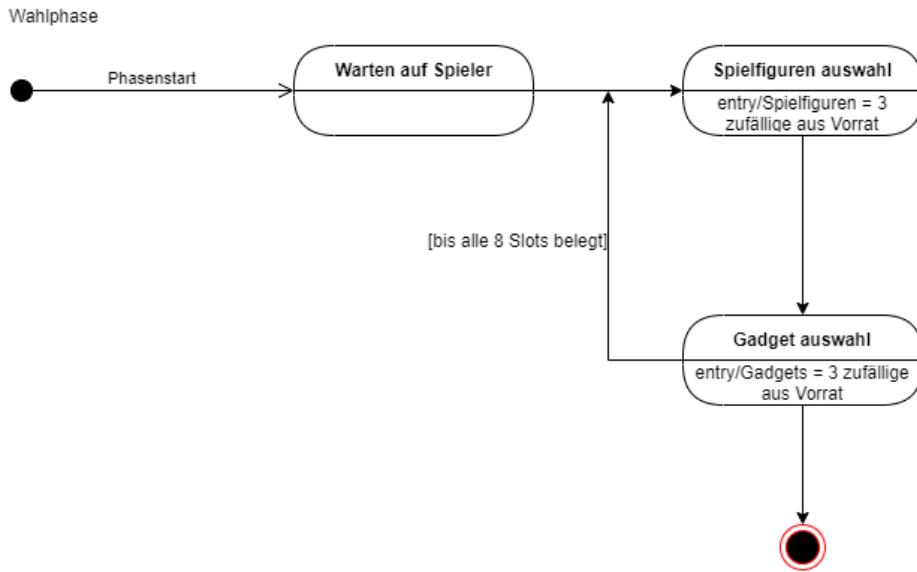 Wahlphase
Phasenstart
Warten auf Spieler
Spielfiguren auswahl
entry/Spielfiguren = 3
zufällige aus Vorrat
[bis alle 8 Slots belegt]
Gadget auswahl
entry/Gadgets = 3 zufällige
aus Vorrat